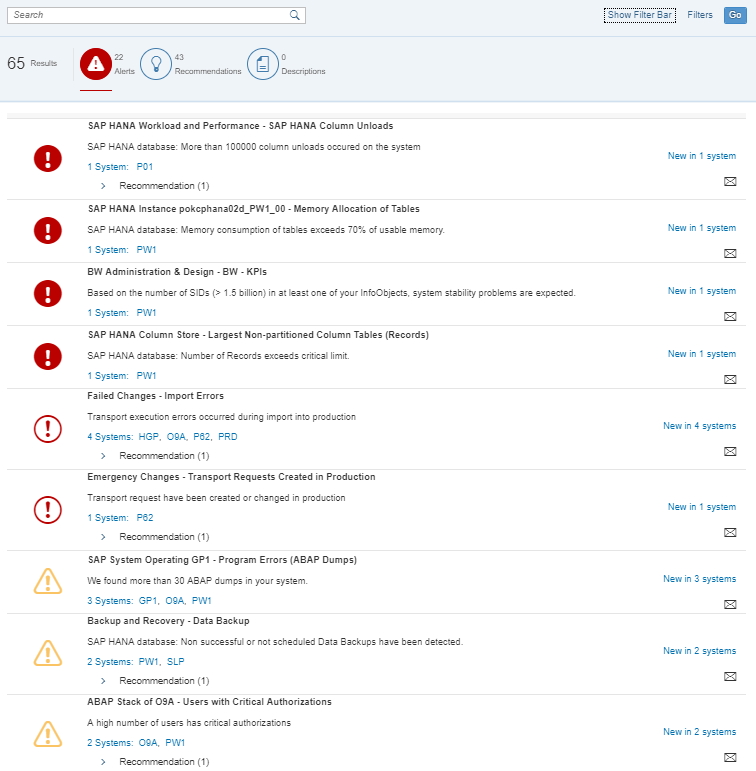 Search
Show Filter Bar Filters Go
65 Results
22
Alerts
43
Recommendations
0
Descriptions
SAP HANA Workload and Performance - SAP HANA Column Unloads
SAP HANA database: More than 100000 column unloads occured on the system
New in 1 system
1 System: P01
Recommendation (1)
SAP HANA Instance pokcphana02d_PW1_00 - Memory Allocation of Tables
SAP HANA database: Memory consumption of tables exceeds 70% of usable memory.
New in 1 system
1 System: PW1
BW Administration & Design - BW - KPIs
Based on the number of SIDs (> 1.5 billion) in at least one of your InfoObjects, system stability problems are expected.
New in 1 system
1 System: PW1
SAP HANA Column Store - Largest Non-partitioned Column Tables (Records)
SAP HANA database: Number of Records exceeds critical limit.
New in 1 system
1 System: PW1
Failed Changes - Import Errors
Transport execution errors occurred during import into production
New in 4 systems
4 Systems: HGP, O9A, P62, PRD
Recommendation (1)
Emergency Changes - Transport Requests Created in Production
Transport request have been created or changed in production
New in 1 system
1 System: P62
Recommendation (1)
SAP System Operating GP1 - Program Errors (ABAP Dumps)
We found more than 30 ABAP dumps in your system.
New in 3 systems
3 Systems: GP1, O9A, PW1
Backup and Recovery - Data Backup
SAP HANA database: Non successful or not scheduled Data Backups have been detected.
New in 2 systems
2 Systems: PW1, SLP
Recommendation (1)
ABAP Stack of O9A - Users with Critical Authorizations
A high number of users has critical authorizations
New in 2 systems
2 Systems: O9A, PW1
Recommendation (1)